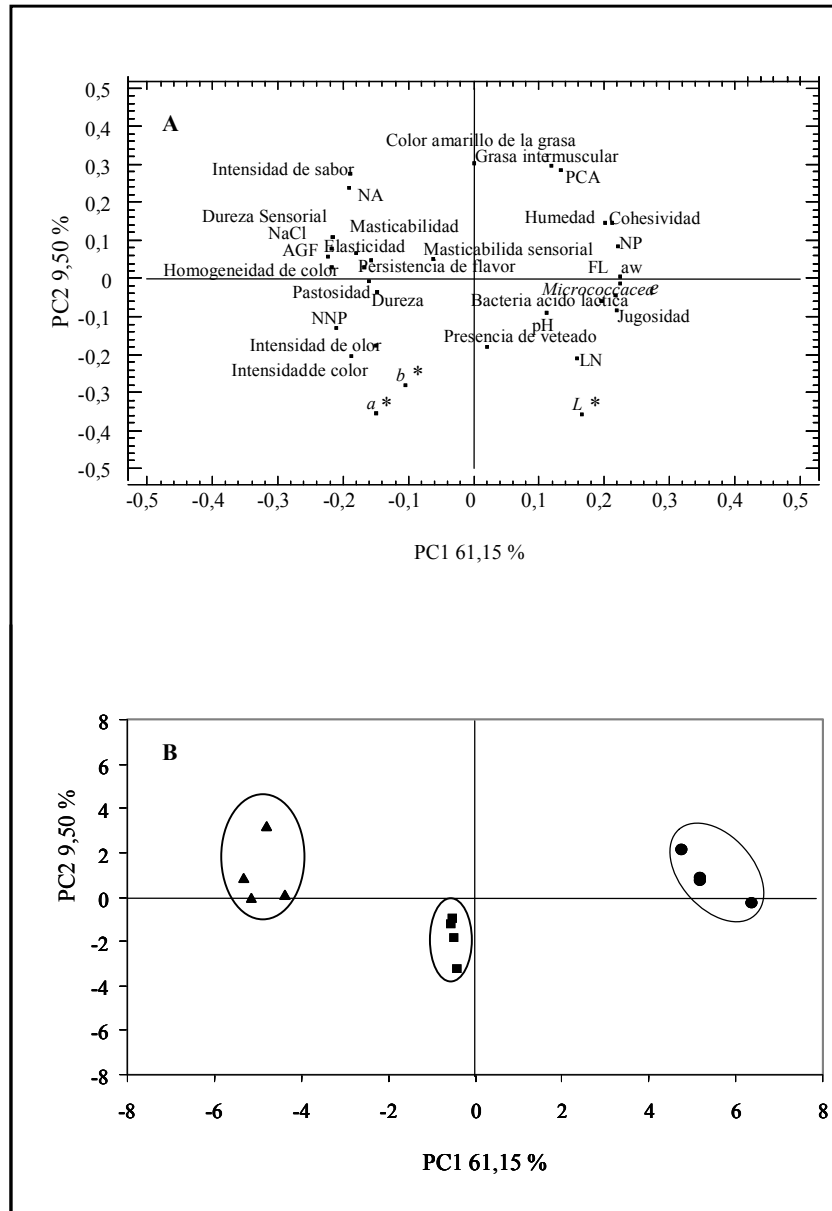 A
0,5
0,4
0,3
0,2
0,1
0
-0,1
-0,2
-0,3
-0,4
-0,5
PC2 9,50 %
Color amarillo de la grasa
Grasa intermuscular
Intensidad de sabor
PCA
NA
Dureza Sensorial
Masticabilidad
Humedad
Cohesividad
NaCl
NP
AGF
Elasticidad
Masticabilida sensorial
Homogeneidad de color
Persistencia de flavor
FL
aw
Micrococcaceae
Pastosidad
Dureza
Bacteria acido lactica
Jugosidad
NNP
pH
Presencia de veteado
Intensidad de olor
LN
Intensidad de color
b *
a *
L *
-0,5 -0,4 -0,3 -0,2 -0,1 0 0,1 0,2 0,3 0,4 0,5
PC1 61,15 %
B
8
6
4
2
0
-2
-4
-6
-8
PC2 9,50 %
-8 -6 -4 -2 0 2 4 6 8
PC1 61,15 %